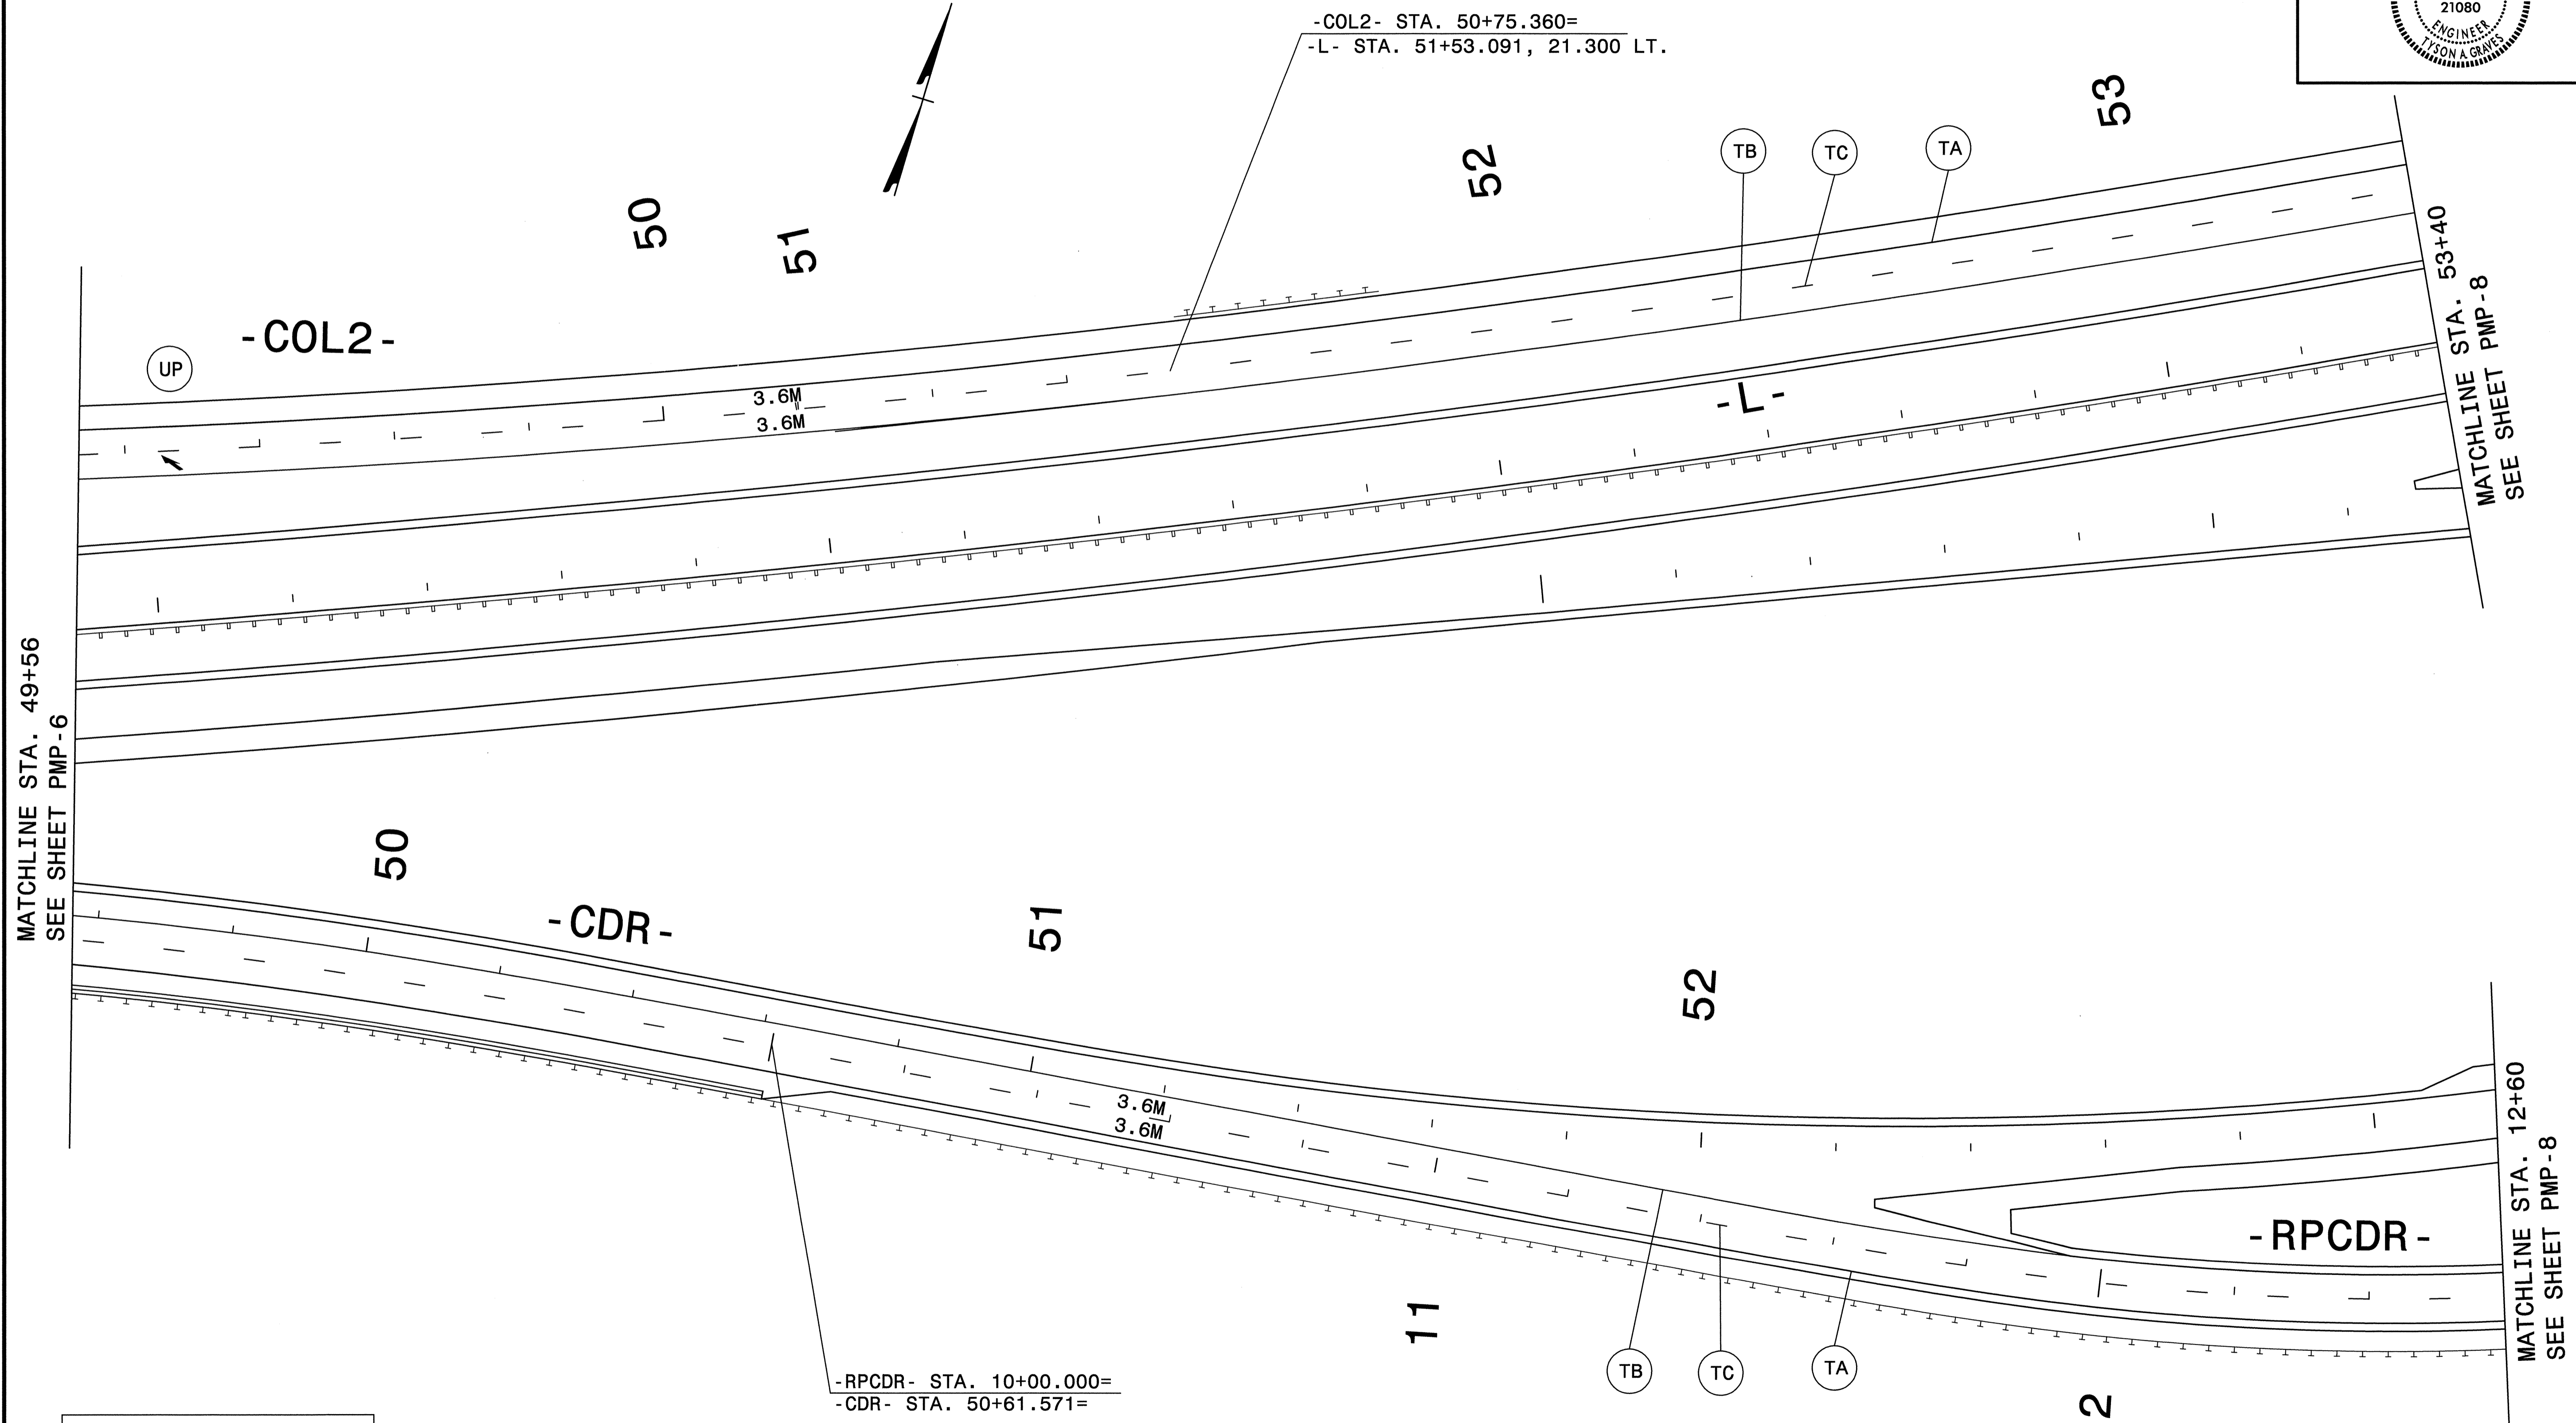 -COL2- STA. 50+75.360=
-L- STA. 51+53.091, 21.300 LT.
21080
ENGINEER
TYSON A. GRAVES
53
52
50
51
TB
TC
TA
-COL2-
UP
3.6M
3.6M
-L-
MATCHLINE STA. 53+40
SEE SHEET PMP-8
MATCHLINE STA. 49+56
SEE SHEET PMP-6
50
-CDR-
51
52
3.6M
3.6M
-RPCDR-
MATCHLINE STA. 12+60
SEE SHEET PMP-8
11
TB
TC
TA
-RPCDR- STA. 10+00.000=
-CDR- STA. 50+61.571=
2